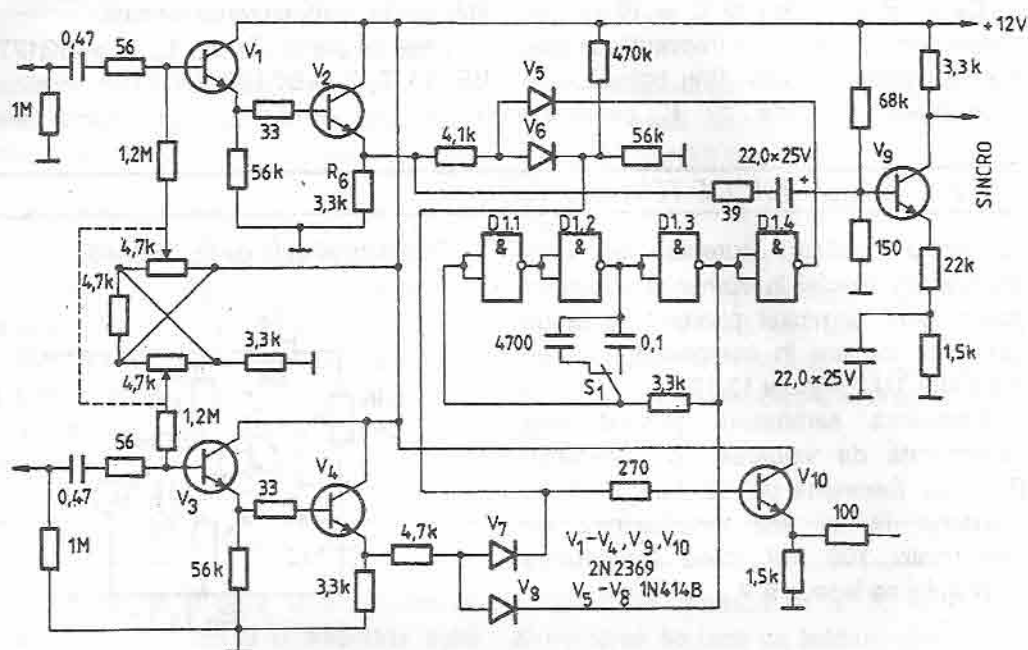 +12V
0,47
56
V1
V2
1M
33
1,2M
56k
R6
3,3k
V5
V6
470k
4,1k
56k
22,0×25V
+
39
68k
3,3k
V9
SINCRO
150
22k
1,5k
22,0×25V
D1.1
&
D1.2
&
D1.3
&
D1.4
&
4700
0,1
S1
3,3k
4,7k
4,7k
4,7k
3,3k
1,2M
56
0,47
V3
V4
33
1M
56k
3,3k
4,7k
V7
V8
270
V10
100
1,5k
V1-V4,V9,V10
2N2369
V5-V8 1N414B